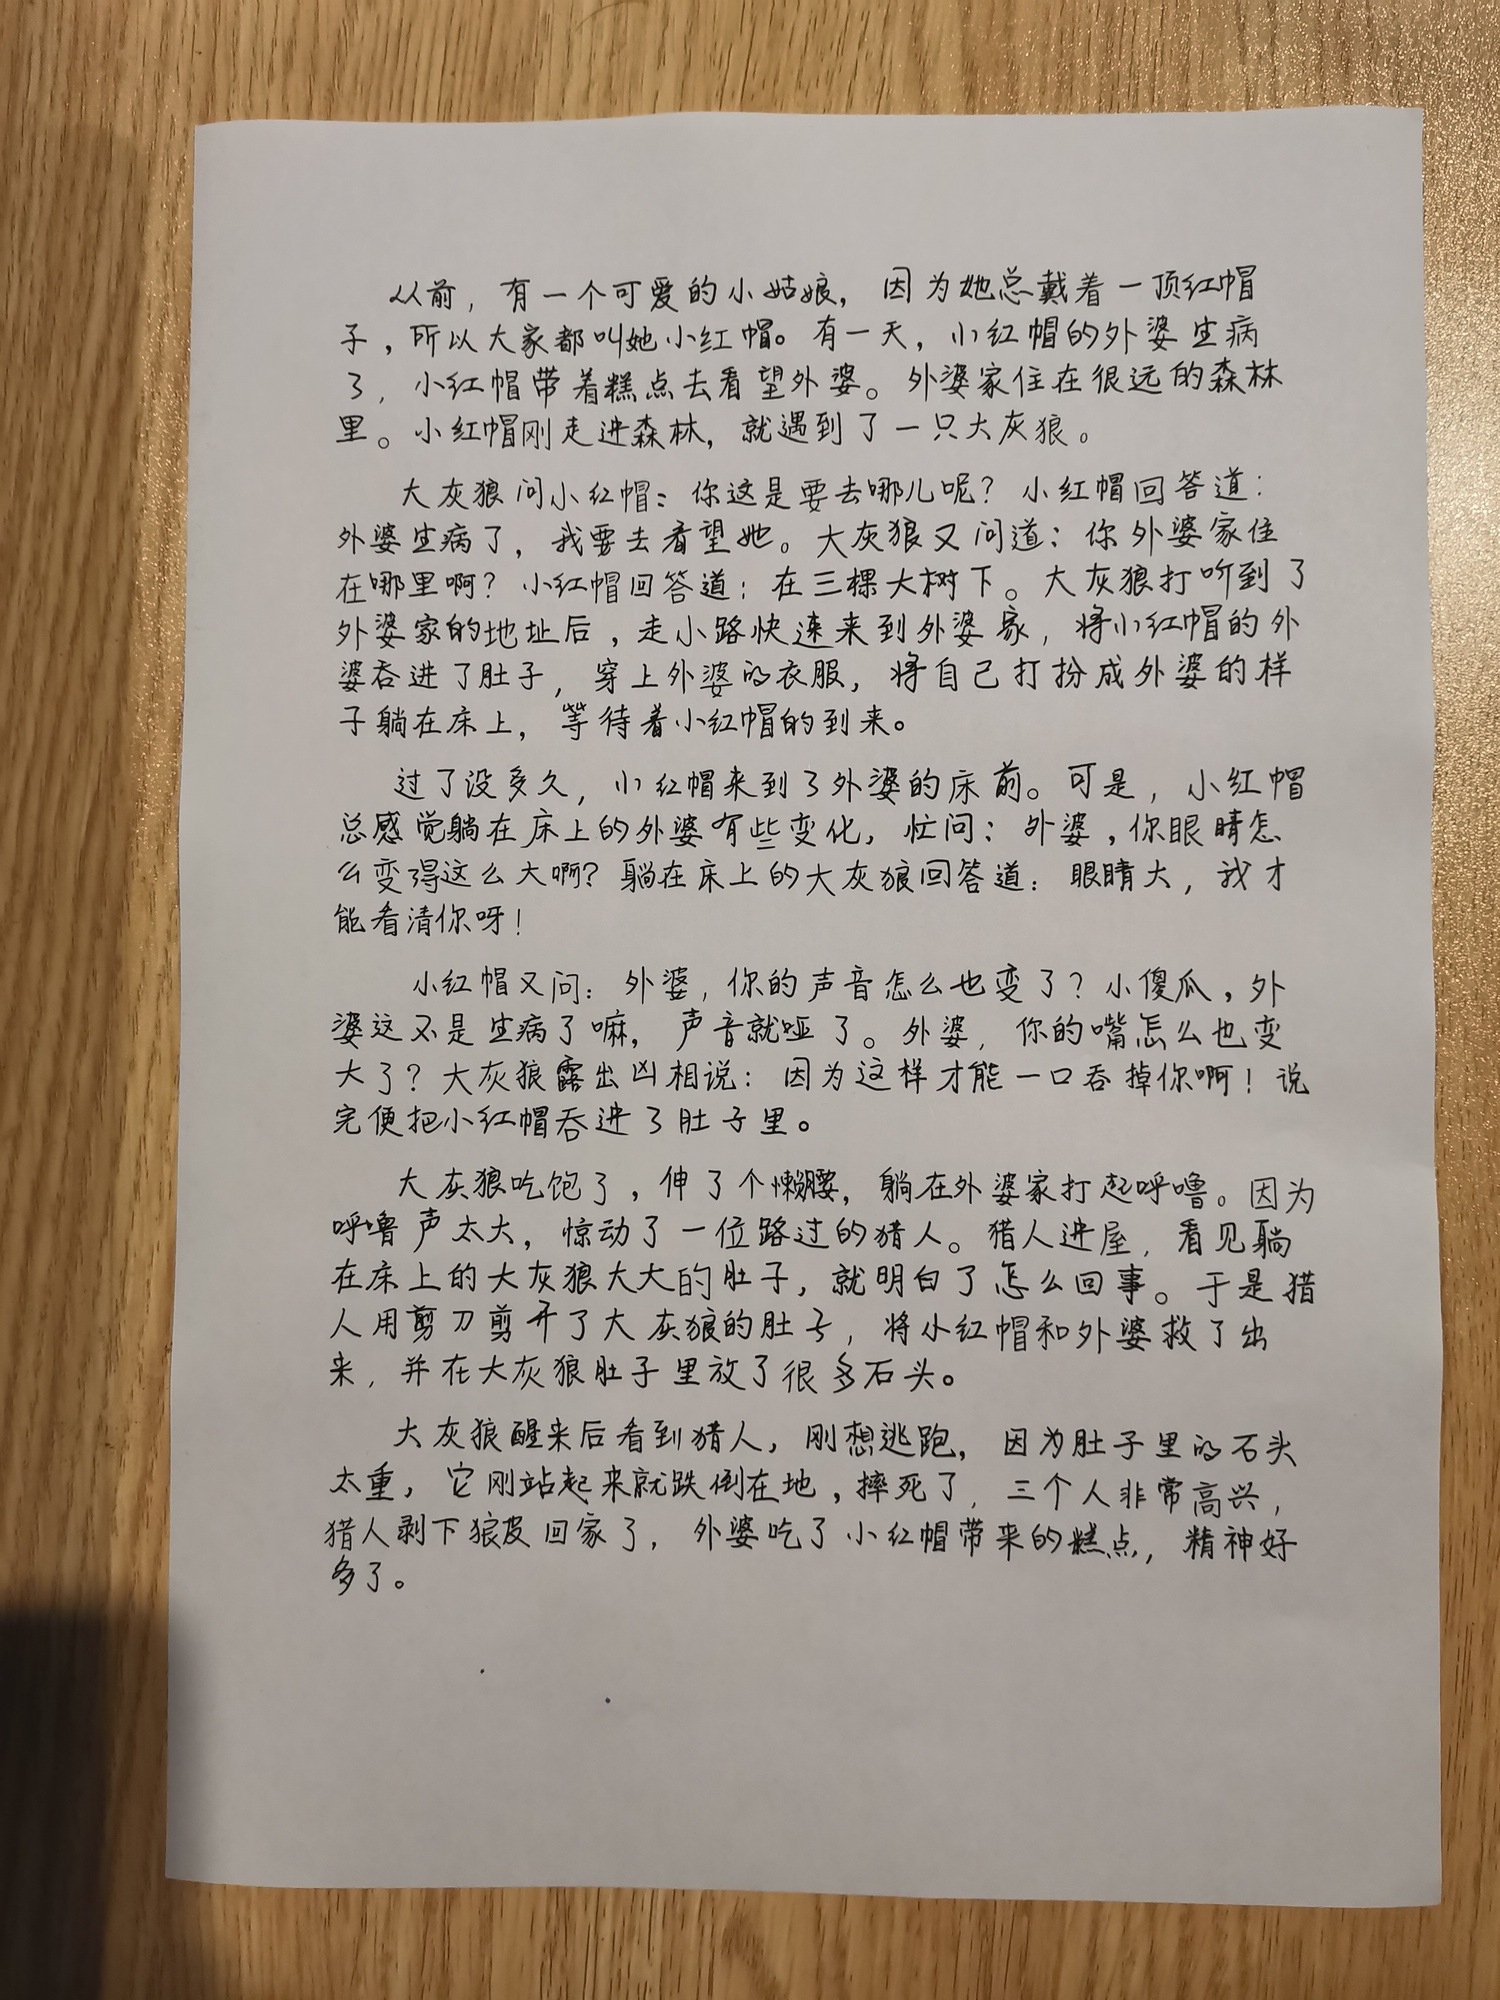 从前，有一个可爱的小姑娘，因为她总戴着一顶红帽
子，所以大家都叫她小红帽。有一天，小红帽的外婆生病
了，小红帽带着糕点去看望外婆。外婆家住在很远的森林
里。小红帽刚走进森林，就遇到了一只大灰狼。
大灰狼问小红帽：你这是要去哪儿呢？小红帽回答道：
外婆生病了，我要去看望她。大灰狼又问道：你外婆家住
在哪里啊？小红帽回答道：在三棵大树下。大灰狼打听到了
外婆家的地址后，走小路快速来到外婆家，将小红帽的外
婆吞进了肚子，穿上外婆的衣服，将自己打扮成外婆的样
子躺在床上，等待着小红帽的到来。
过了没多久，小红帽来到了外婆的床前。可是，小红帽
总感觉躺在床上的外婆有些变化，忙问：外婆，你眼睛怎
么变得这么大啊？躺在床上的大灰狼回答道：眼睛大，我才
能看清你呀！
小红帽又问：外婆，你的声音怎么也变了？小傻瓜，外
婆这不是生病了嘛，声音就哑了。外婆，你的嘴怎么也变
大了？大灰狼露出凶相说：因为这样才能一口吞掉你啊！说
完便把小红帽吞进了肚子里。
大灰狼吃饱了，伸了个懒腰，躺在外婆家打起呼噜。因为
呼噜声太大，惊动了一位路过的猎人。猎人进屋，看见躺
在床上的大灰狼大大的肚子，就明白了怎么回事。于是猎
人用剪刀剪开了大灰狼的肚子，将小红帽和外婆救了出
来，并在大灰狼肚子里放了很多石头。
大灰狼醒来后看到猎人，刚想逃跑，因为肚子里的石头
太重，它刚站起来就跌倒在地，摔死了，三个人非常高兴，
猎人剥下狼皮回家了，外婆吃了小红帽带来的糕点，精神好
多了。